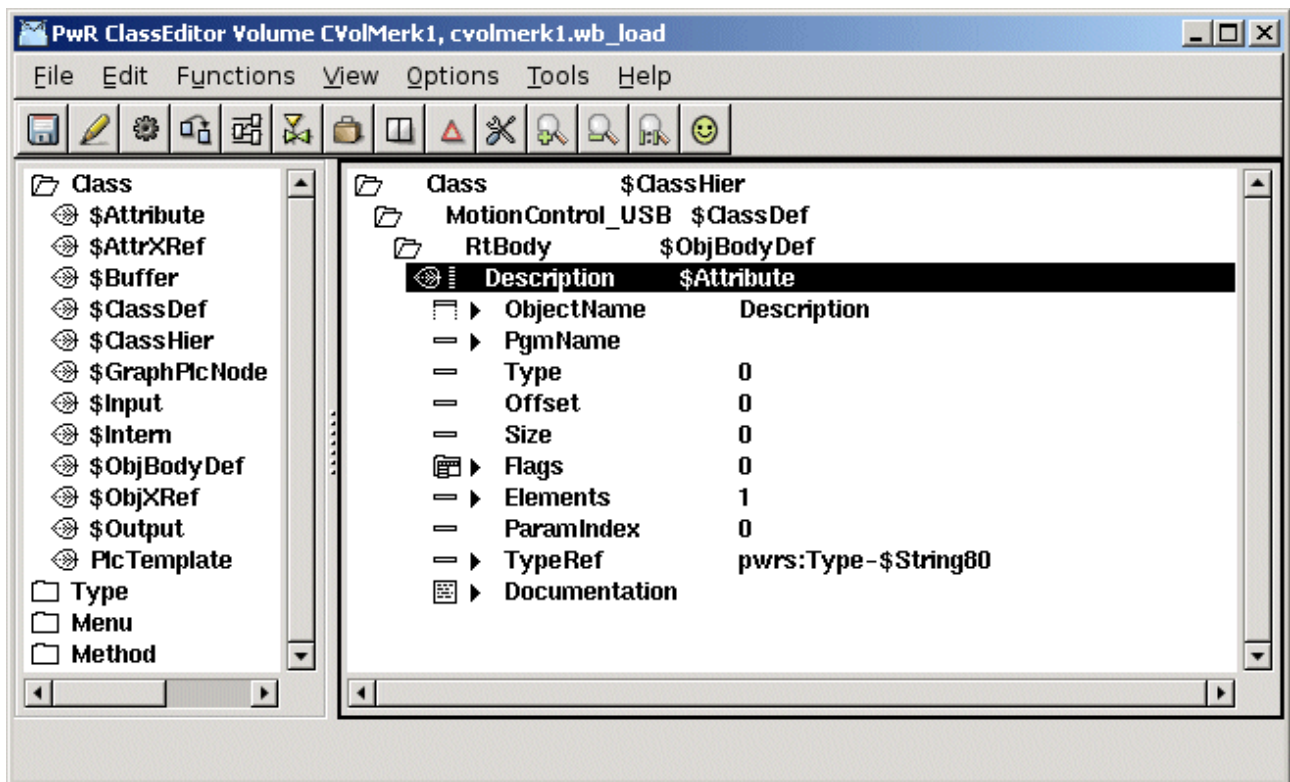 PwR ClassEditor Volume CVolMerk1, cvolmerk1.wb_load
File Edit Functions View Options Tools Help
Class
$Attribute
$AttrXRef
$Buffer
$ClassDef
$ClassHier
$GraphPlcNode
$Input
$Intern
$ObjBodyDef
$ObjXRef
$Output
PlcTemplate
Type
Menu
Method
Class $ClassHier
MotionControl_USB $ClassDef
RtBody $ObjBodyDef
Description $Attribute
ObjectName Description
PgmName
Type 0
Offset 0
Size 0
Flags 0
Elements 1
ParamIndex 0
TypeRef pwrs:Type-$String80
Documentation